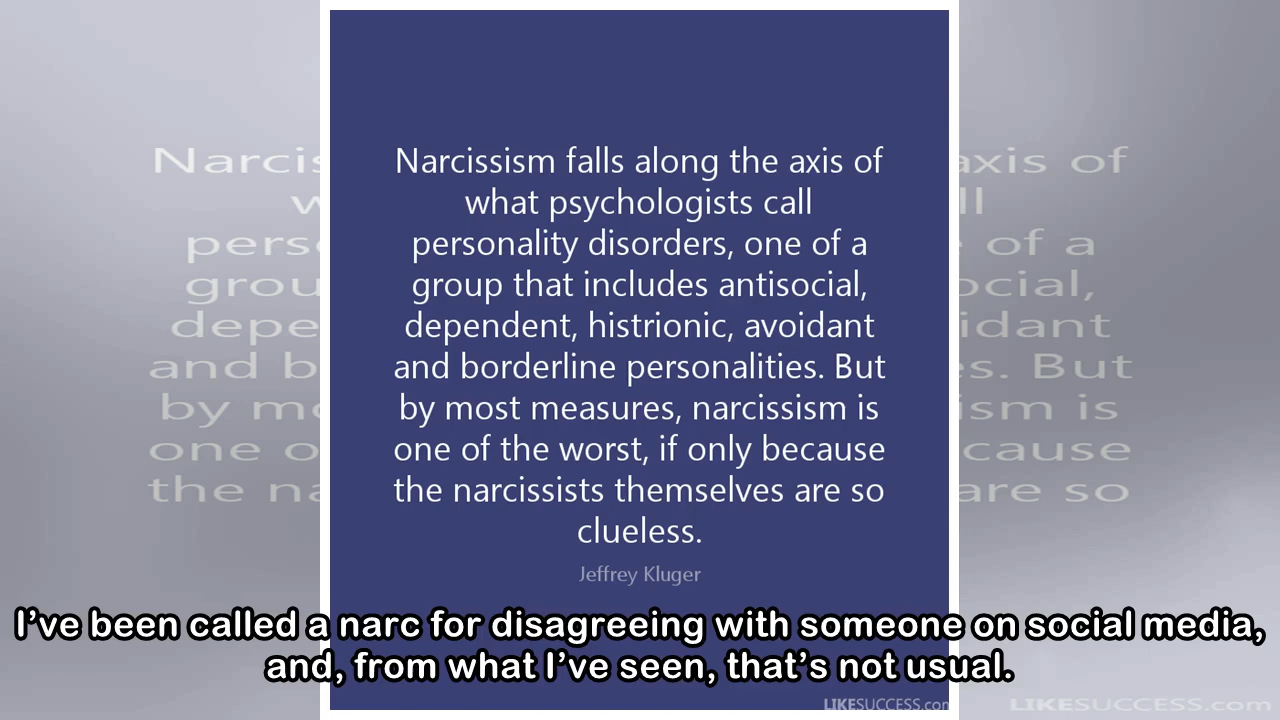 Narcissism falls along the axis of
what psychologists call
personality disorders, one of a
group that includes antisocial,
dependent, histrionic, avoidant
and borderline personalities. But
by most measures, narcissism is
one of the worst, if only because
the narcissists themselves are so
clueless.
Jeffrey Kluger
I’ve been called a narc for disagreeing with someone on social media,
and, from what I’ve seen, that’s not usual.
LIKESUCCESS.com
LIKESUCCESS.com